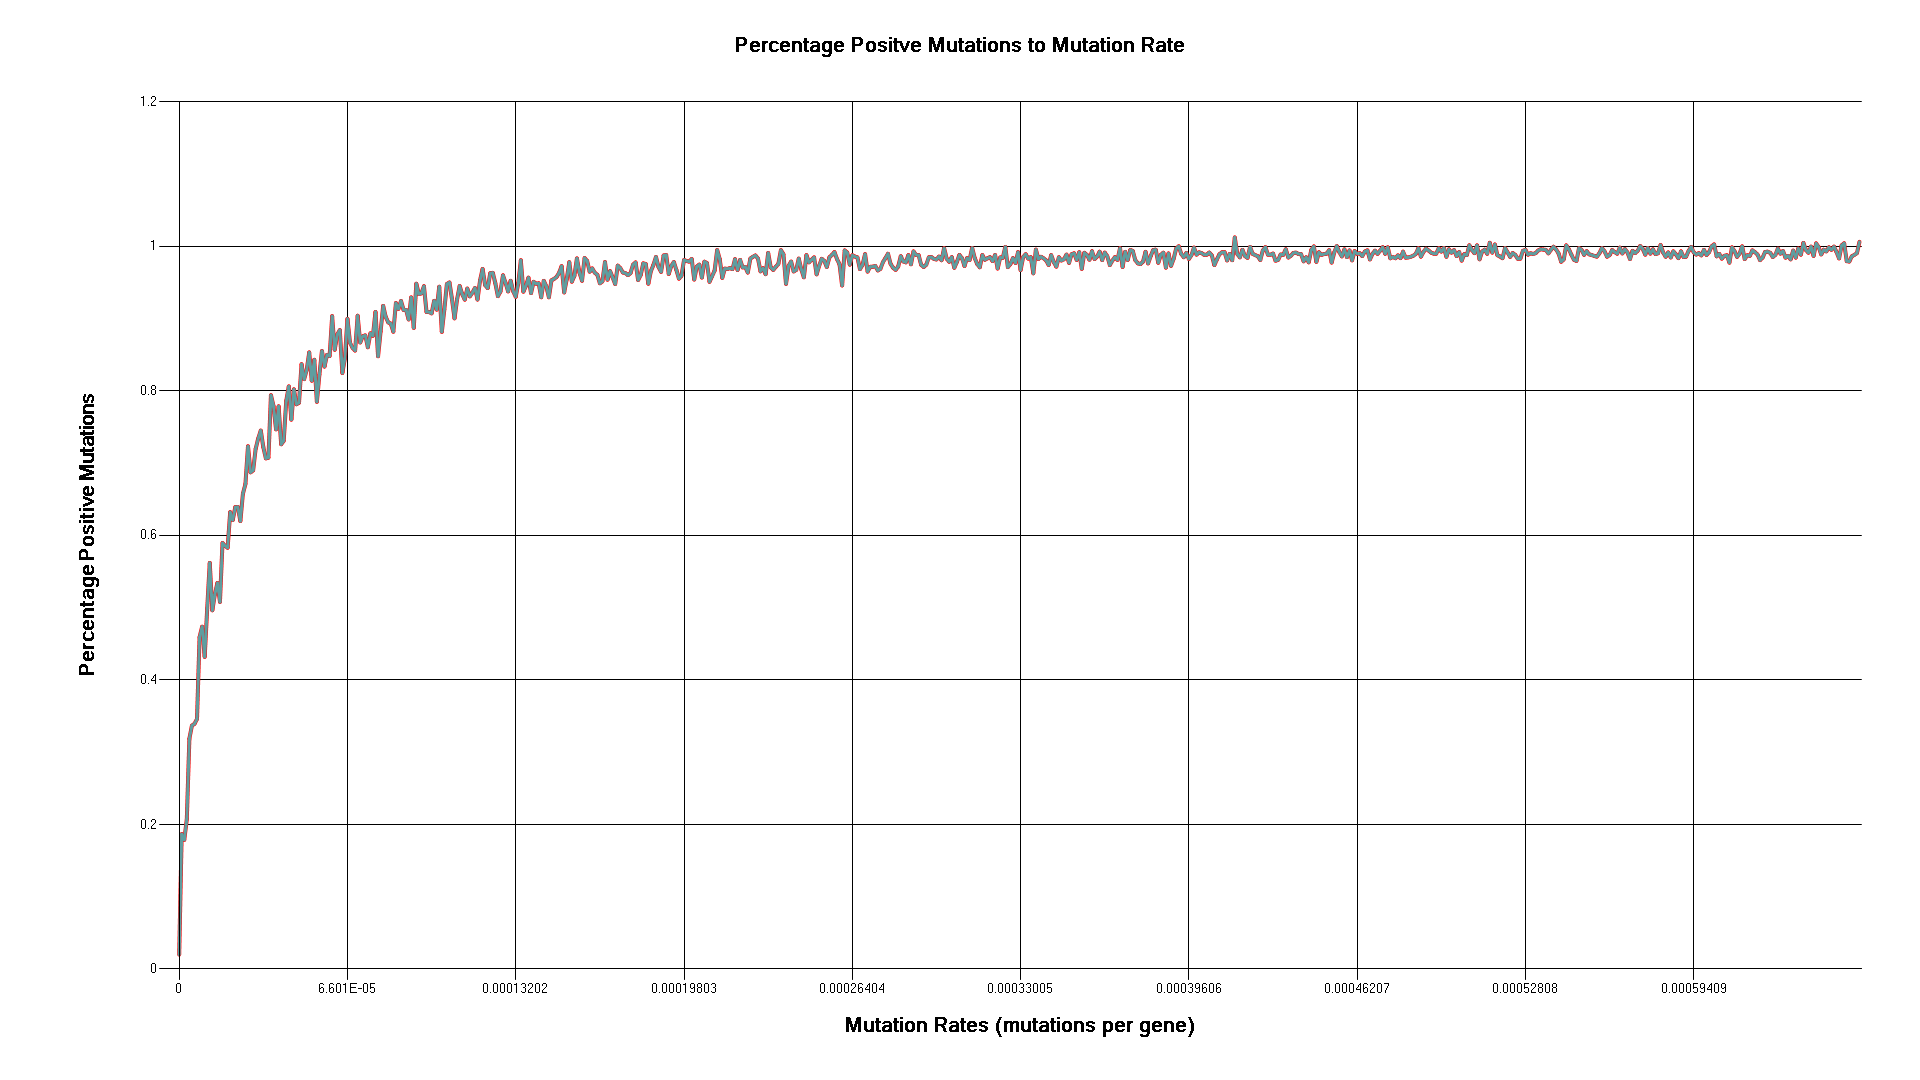 Percentage Positve Mutations to Mutation Rate
1.2
1
0.8
0.6
0.4
0.2
0
Percentage Positive Mutations
0 6.601E-05 0.00013202 0.00019803 0.00026404 0.00033005 0.00039606 0.00046207 0.00052808 0.00059409
Mutation Rates (mutations per gene)